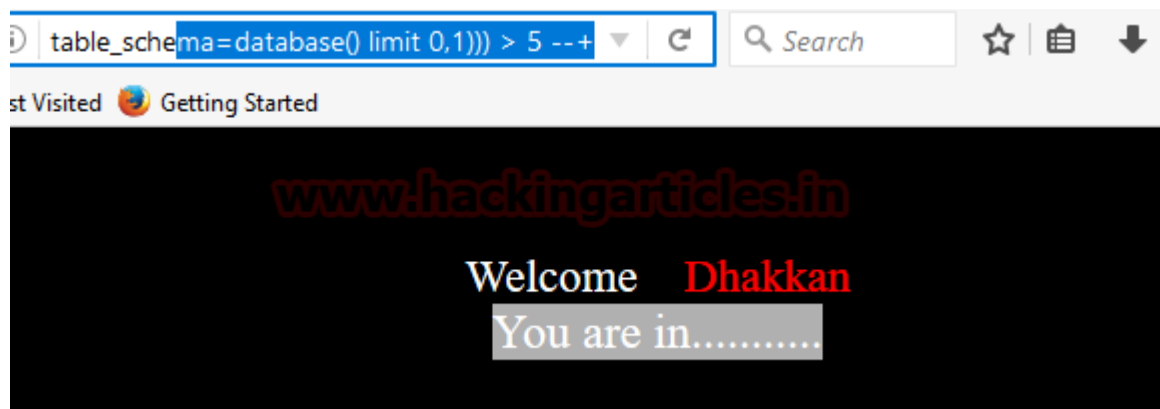 table_schema=database() limit 0,1))) > 5 --+
Search
st Visited Getting Started
www.hackingarticles.in
Welcome Dhakkan
You are in...........